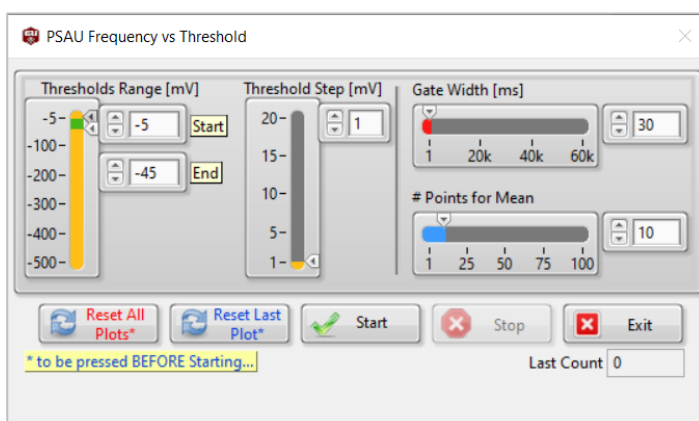 PSAU Frequency vs Threshold
Thresholds Range [mV]
-5
-100
-200
-300
-400
-500
-5
Start
-45
End
Threshold Step [mV]
20
15
10
5
1
1
Gate Width [ms]
1 20k 40k 60k
30
# Points for Mean
1 25 50 75 100
10
Reset All
Plots*
Reset Last
Plot*
Start
Stop
Exit
* to be pressed BEFORE Starting...
Last Count 0